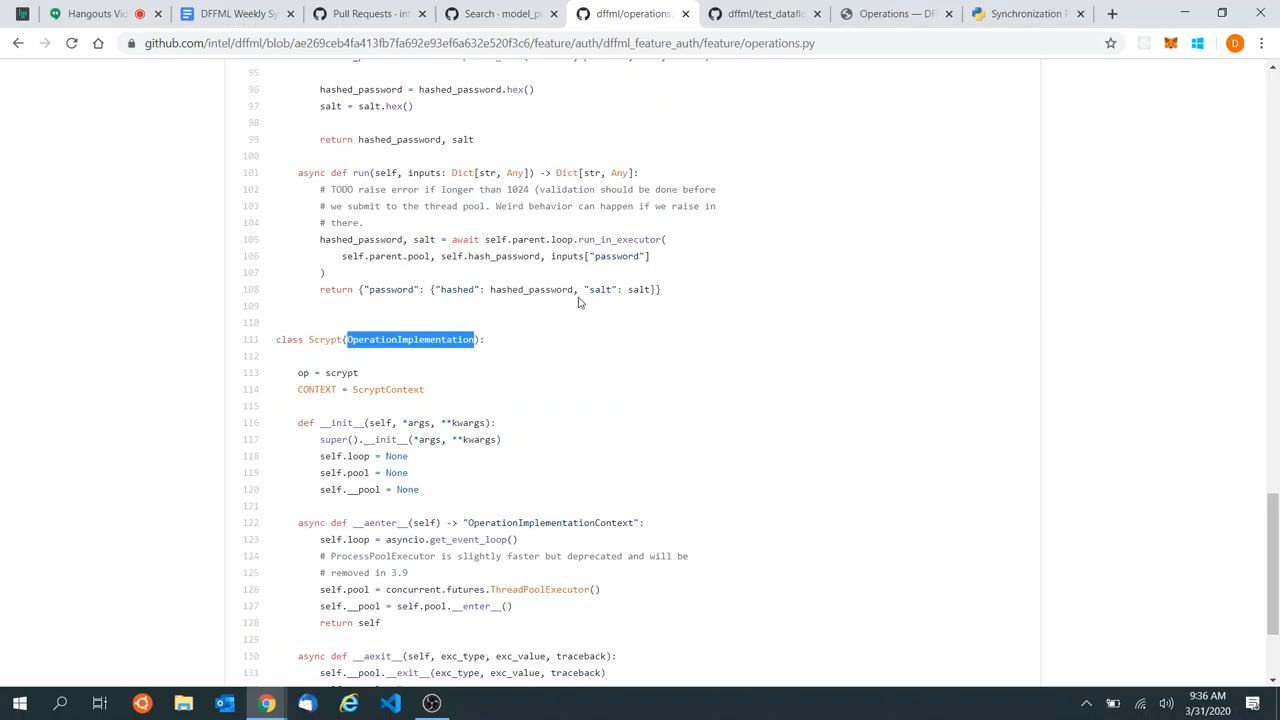 Hangouts Vid
DFFML Weekly Sy
Pull Requests · int
Search · model_pr
dffml/operations.
dffml/test_dataflo
Operations — DF
Synchronization P
github.com/intel/dffml/blob/ae269ceb4fa413fb7fa692e93ef6a632e520f3c6/feature/auth/dffml_feature_auth/feature/operations.py
D
95
96 hashed_password = hashed_password.hex()
97 salt = salt.hex()
98
99 return hashed_password, salt
100
101 async def run(self, inputs: Dict[str, Any]) -> Dict[str, Any]:
102 # TODO raise error if longer than 1024 (validation should be done before
103 # we submit to the thread pool. Weird behavior can happen if we raise in
104 # there.
105 hashed_password, salt = await self.parent.loop.run_in_executor(
106 self.parent.pool, self.hash_password, inputs["password"]
107 )
108 return {"password": {"hashed": hashed_password, "salt": salt}}
109
110
111 class Scrypt(OperationImplementation):
112
113 op = scrypt
114 CONTEXT = ScryptContext
115
116 def __init__(self, *args, **kwargs):
117 super().__init__(*args, **kwargs)
118 self.loop = None
119 self.pool = None
120 self.__pool = None
121
122 async def __aenter__(self) -> "OperationImplementationContext":
123 self.loop = asyncio.get_event_loop()
124 # ProcessPoolExecutor is slightly faster but deprecated and will be
125 # removed in 3.9
126 self.pool = concurrent.futures.ThreadPoolExecutor()
127 self.__pool = self.pool.__enter__()
128 return self
129
130 async def __aexit__(self, exc_type, exc_value, traceback):
131 self.__pool.__exit__(exc_type, exc_value, traceback)
9:36 AM
3/31/2020